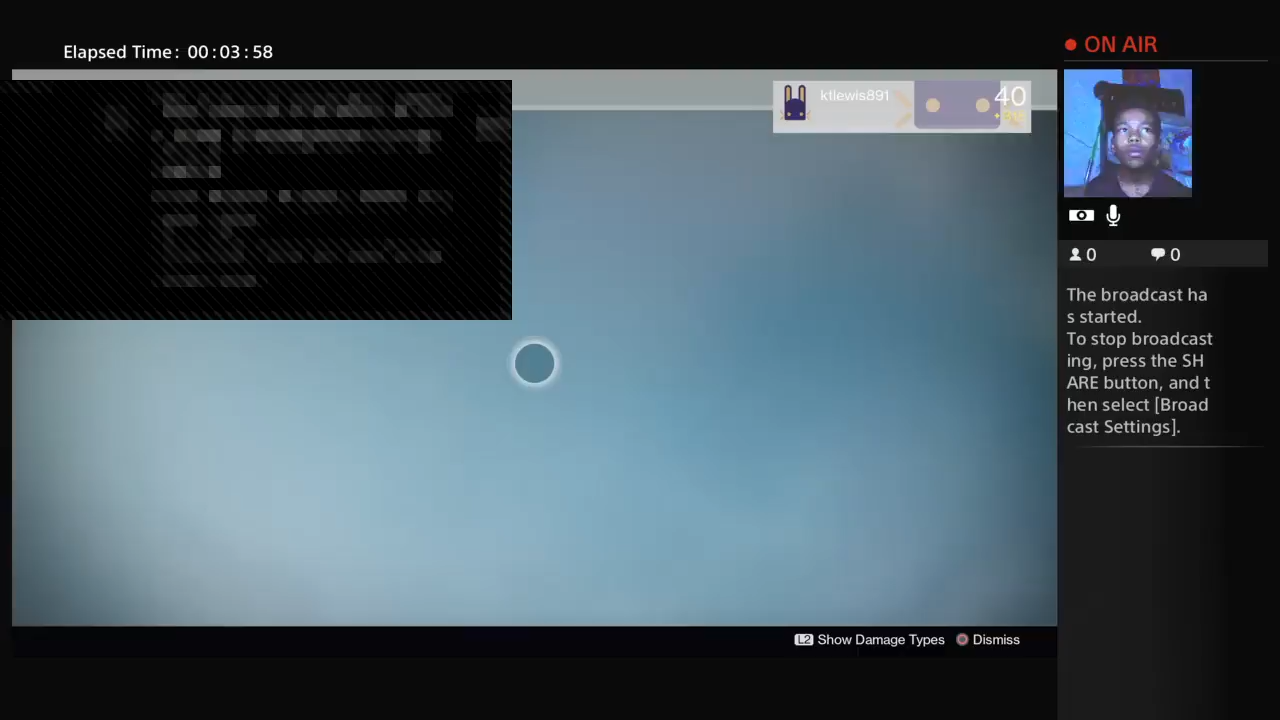 Elapsed Time: 00:03:58
ON AIR
ktlewis891
40
0
0
The broadcast ha
s started.
To stop broadcast
ing, press the SH
ARE button, and t
hen select [Broad
cast Settings].
L2 Show Damage Types Dismiss